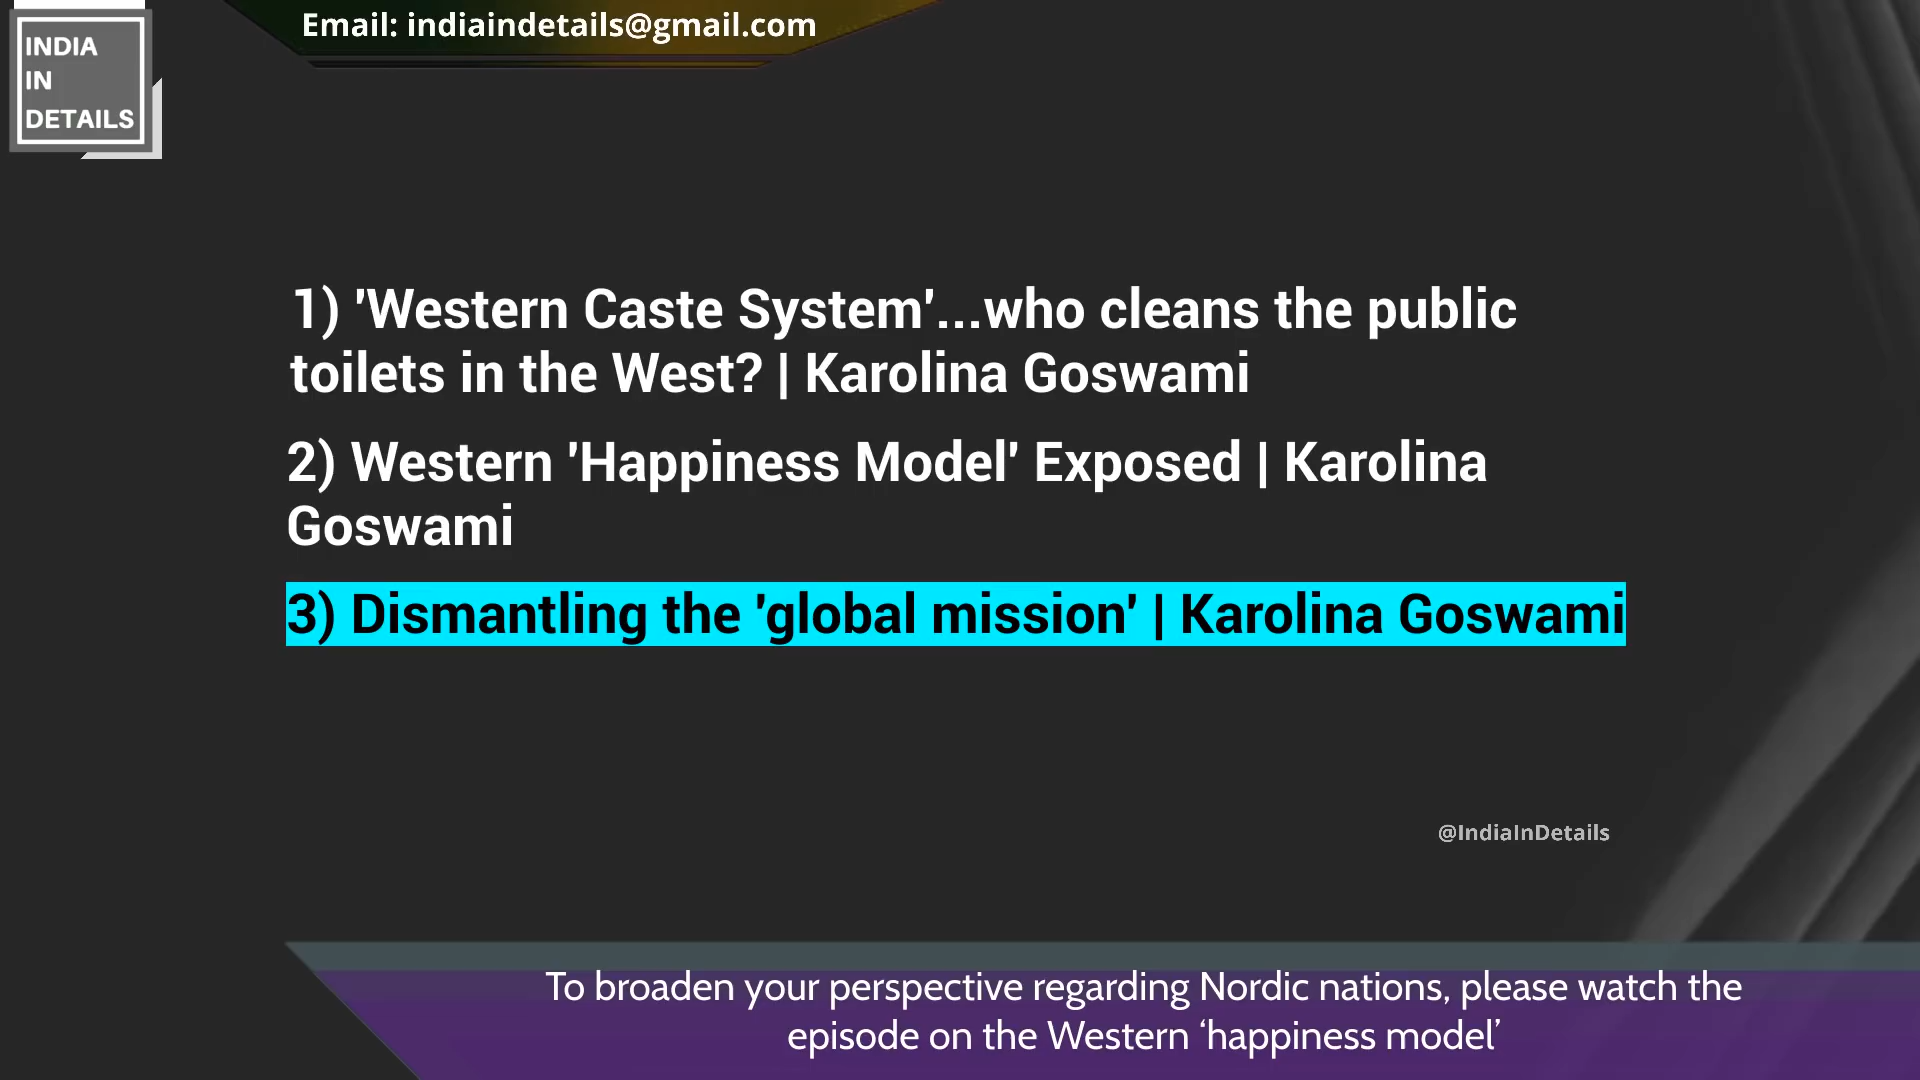 Email: indiaindetails@gmail.com
INDIA
IN
DETAILS
1) 'Western Caste System'...who cleans the public
toilets in the West? | Karolina Goswami
2) Western 'Happiness Model' Exposed | Karolina
Goswami
3) Dismantling the 'global mission' | Karolina Goswami
@IndiaInDetails
To broaden your perspective regarding Nordic nations, please watch the
episode on the Western ‘happiness model’